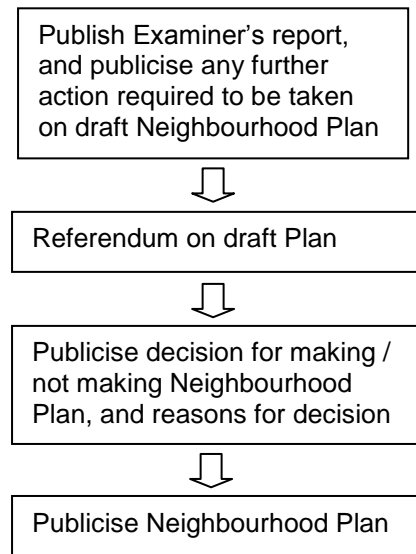 Publish Examiner’s report,
and publicise any further
action required to be taken
on draft Neighbourhood Plan
Referendum on draft Plan
Publicise decision for making /
not making Neighbourhood
Plan, and reasons for decision
Publicise Neighbourhood Plan